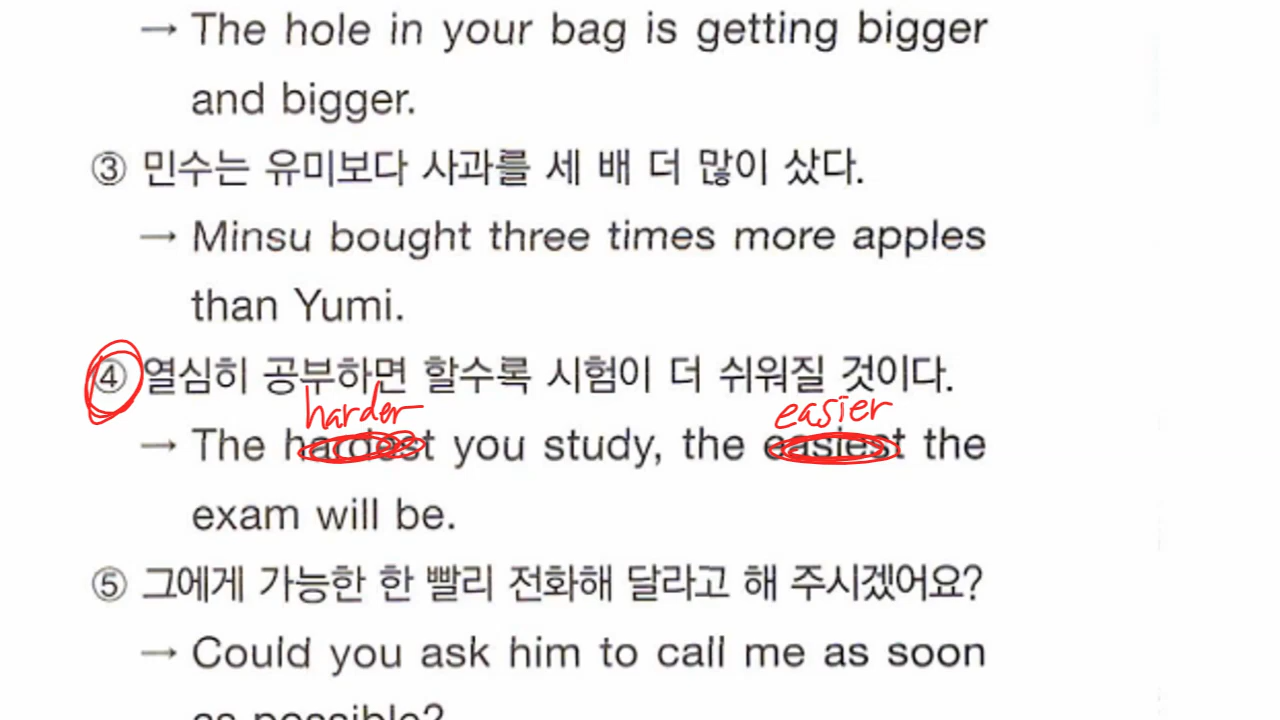 → The hole in your bag is getting bigger
and bigger.
③ 민수는 유미보다 사과를 세 배 더 많이 샀다.
→ Minsu bought three times more apples
than Yumi.
④ 열심히 공부하면 할수록 시험이 더 쉬워질 것이다.
harder easier
→ The hardest you study, the easiest the
exam will be.
⑤ 그에게 가능한 한 빨리 전화해 달라고 해 주시겠어요?
→ Could you ask him to call me as soon
as possible?